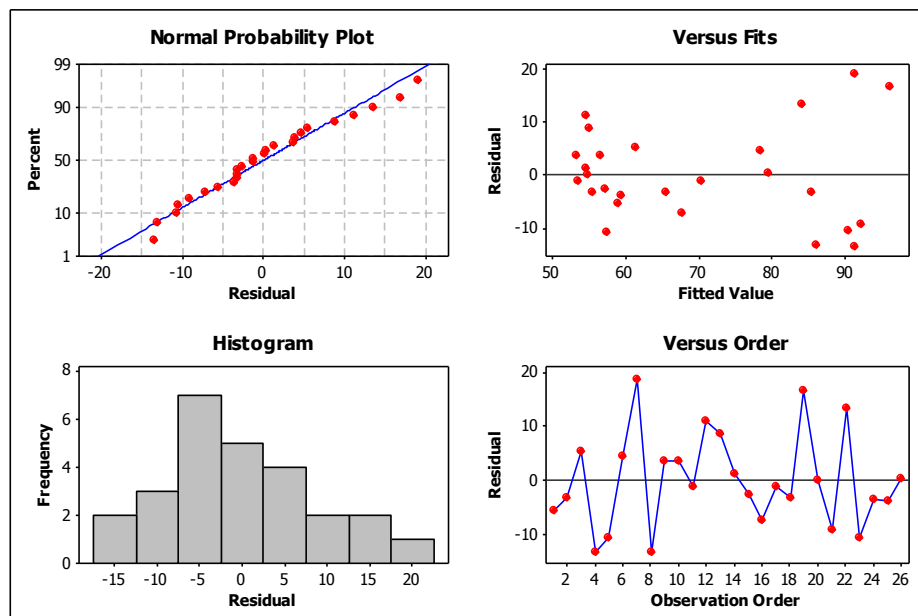 Normal Probability Plot
99
90
50
10
1
Percent
-20 -10 0 10 20
Residual
Versus Fits
20
10
0
-10
-20
Residual
50 60 70 80 90
Fitted Value
Histogram
8
6
4
2
0
Frequency
-15 -10 -5 0 5 10 15 20
Residual
Versus Order
20
10
0
-10
Residual
2 4 6 8 10 12 14 16 18 20 22 24 26
Observation Order